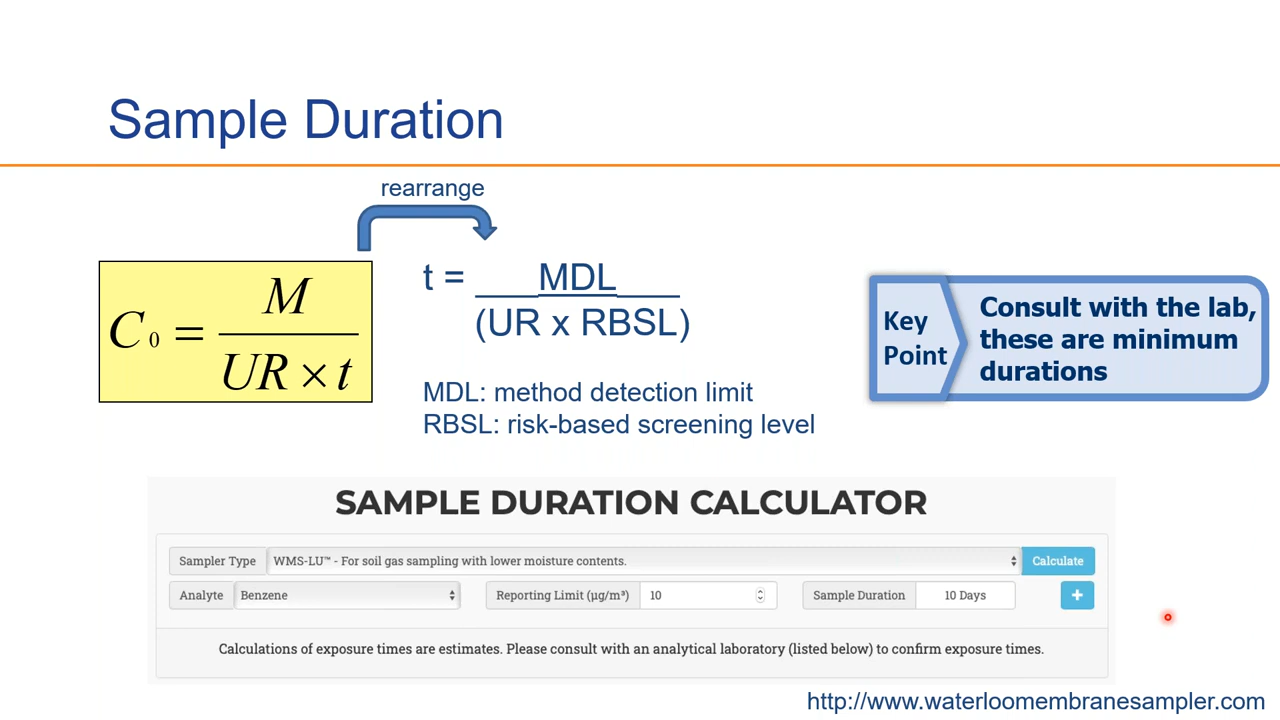 Sample Duration
rearrange
C₀ = M / UR × t
t = ___MDL___
(UR x RBSL)
MDL: method detection limit
RBSL: risk-based screening level
Key
Point
Consult with the lab,
these are minimum
durations
SAMPLE DURATION CALCULATOR
Sampler Type WMS-LU™ - For soil gas sampling with lower moisture contents. Calculate
Analyte Benzene Reporting Limit (µg/m³) 10 Sample Duration 10 Days +
Calculations of exposure times are estimates. Please consult with an analytical laboratory (listed below) to confirm exposure times.
http://www.waterloomembranesampler.com